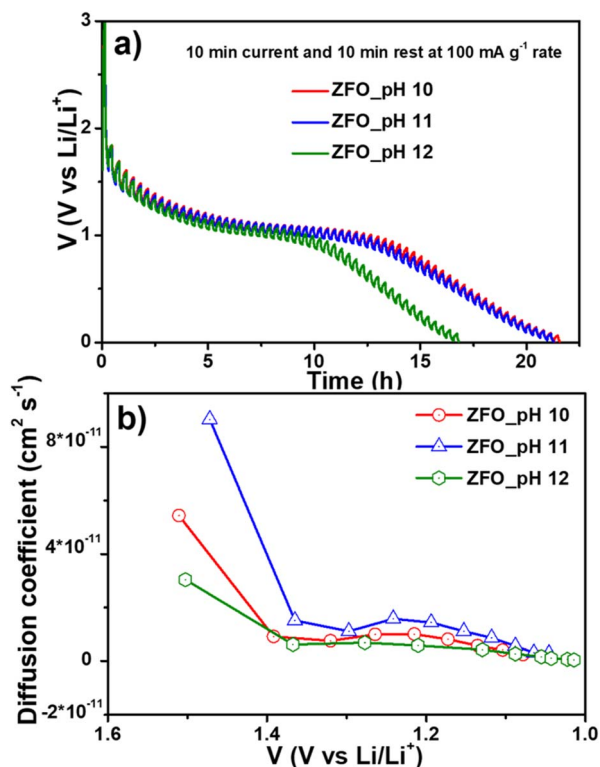 a)
10 min current and 10 min rest at 100 mA g⁻¹ rate
ZFO_pH 10
ZFO_pH 11
ZFO_pH 12
V (V vs Li/Li⁺)
3
2
1
0
0 5 10 15 20
Time (h)
b)
ZFO_pH 10
ZFO_pH 11
ZFO_pH 12
Diffusion coefficient (cm² s⁻¹)
8*10⁻¹¹
4*10⁻¹¹
0
-2*10⁻¹¹
1.6 1.4 1.2 1.0
V (V vs Li/Li⁺)